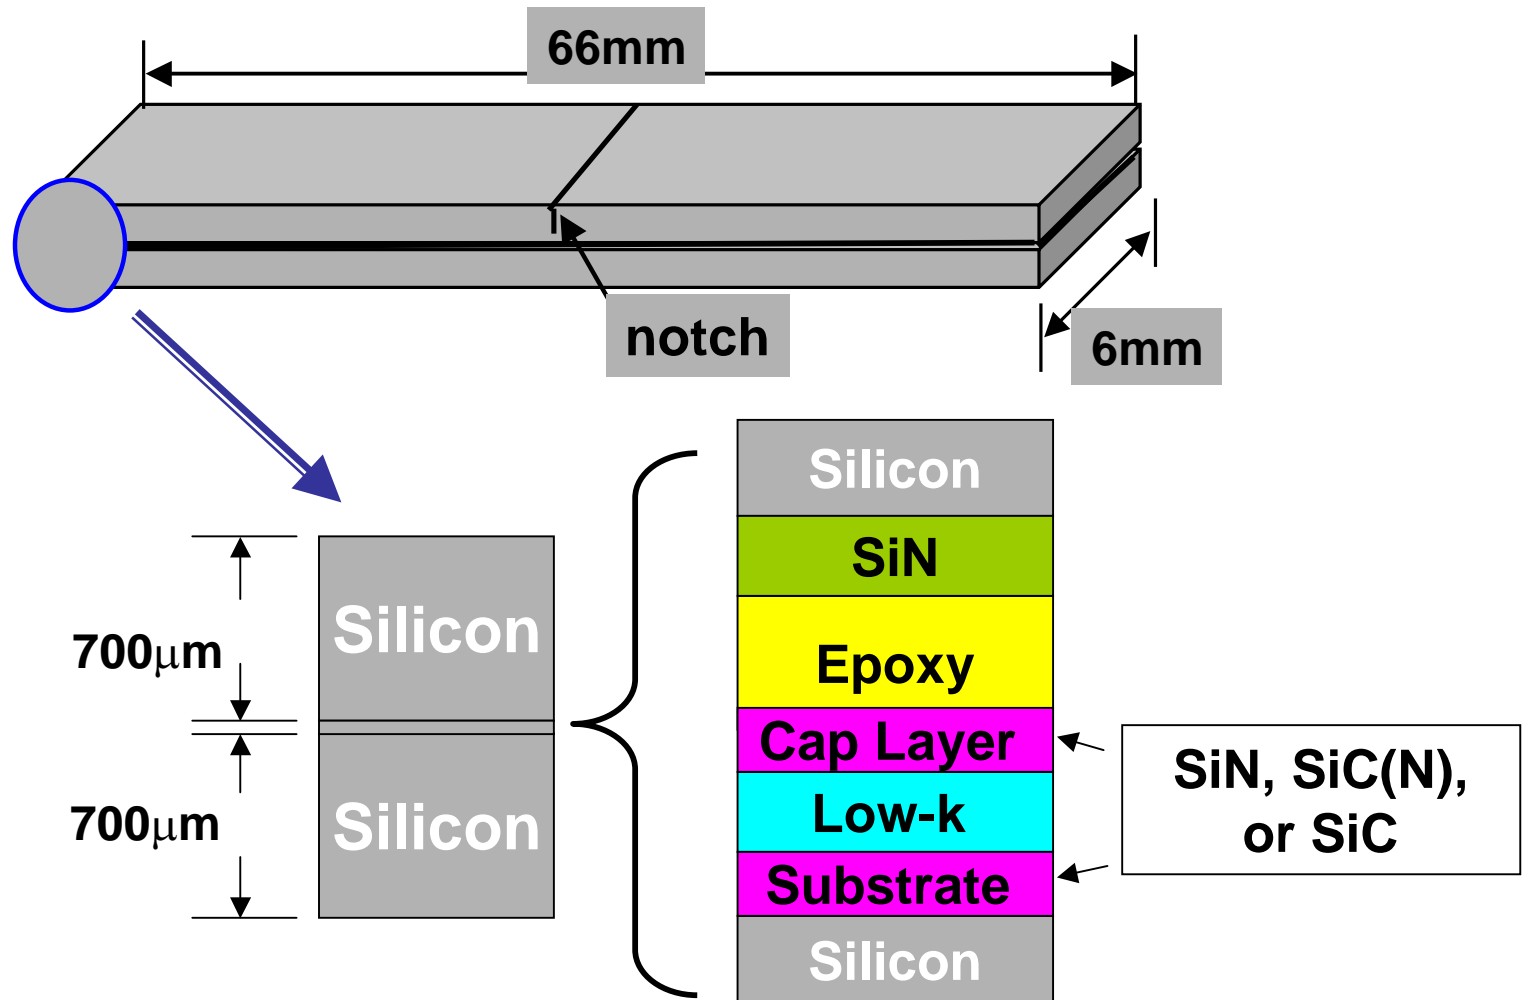 66mm
notch
6mm
Silicon
SiN
Epoxy
Cap Layer
Low-k
Substrate
Silicon
700μm
Silicon
700μm
Silicon
SiN, SiC(N),
or SiC